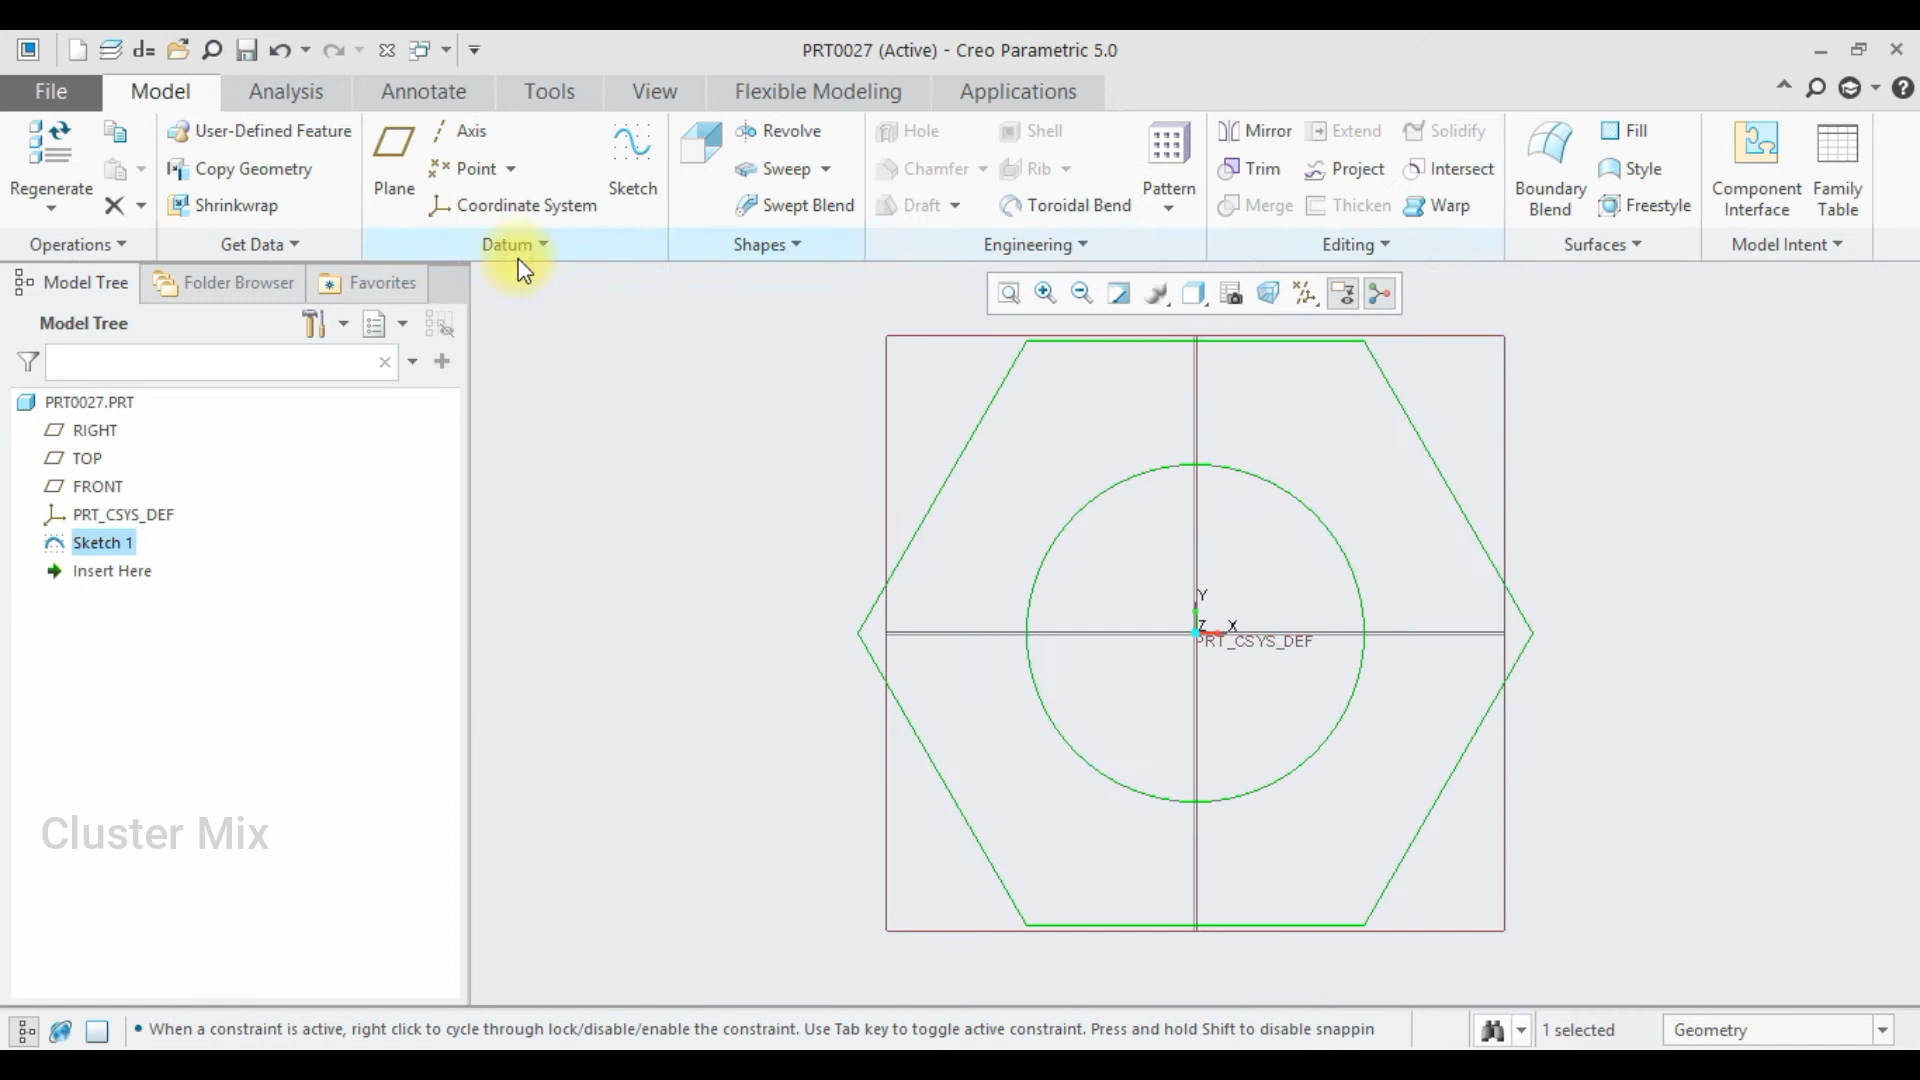 d=
PRT0027 (Active) - Creo Parametric 5.0
File Model Analysis Annotate Tools View Flexible Modeling Applications
User-Defined Feature Axis Revolve Hole Shell Mirror Extend Solidify Fill
Copy Geometry Point Sweep Chamfer Rib Trim Project Intersect Style
Regenerate Plane Sketch Pattern Boundary Blend Component Interface Family Table
Shrinkwrap Coordinate System Swept Blend Draft Toroidal Bend Merge Thicken Warp Freestyle
Operations Get Data Datum Shapes Engineering Editing Surfaces Model Intent
Model Tree Folder Browser Favorites
Model Tree
PRT0027.PRT
RIGHT
TOP
FRONT
PRT_CSYS_DEF
Sketch 1
Insert Here
Y
Z X
PRT_CSYS_DEF
Cluster Mix
• When a constraint is active, right click to cycle through lock/disable/enable the constraint. Use Tab key to toggle active constraint. Press and hold Shift to disable snappin
1 selected
Geometry